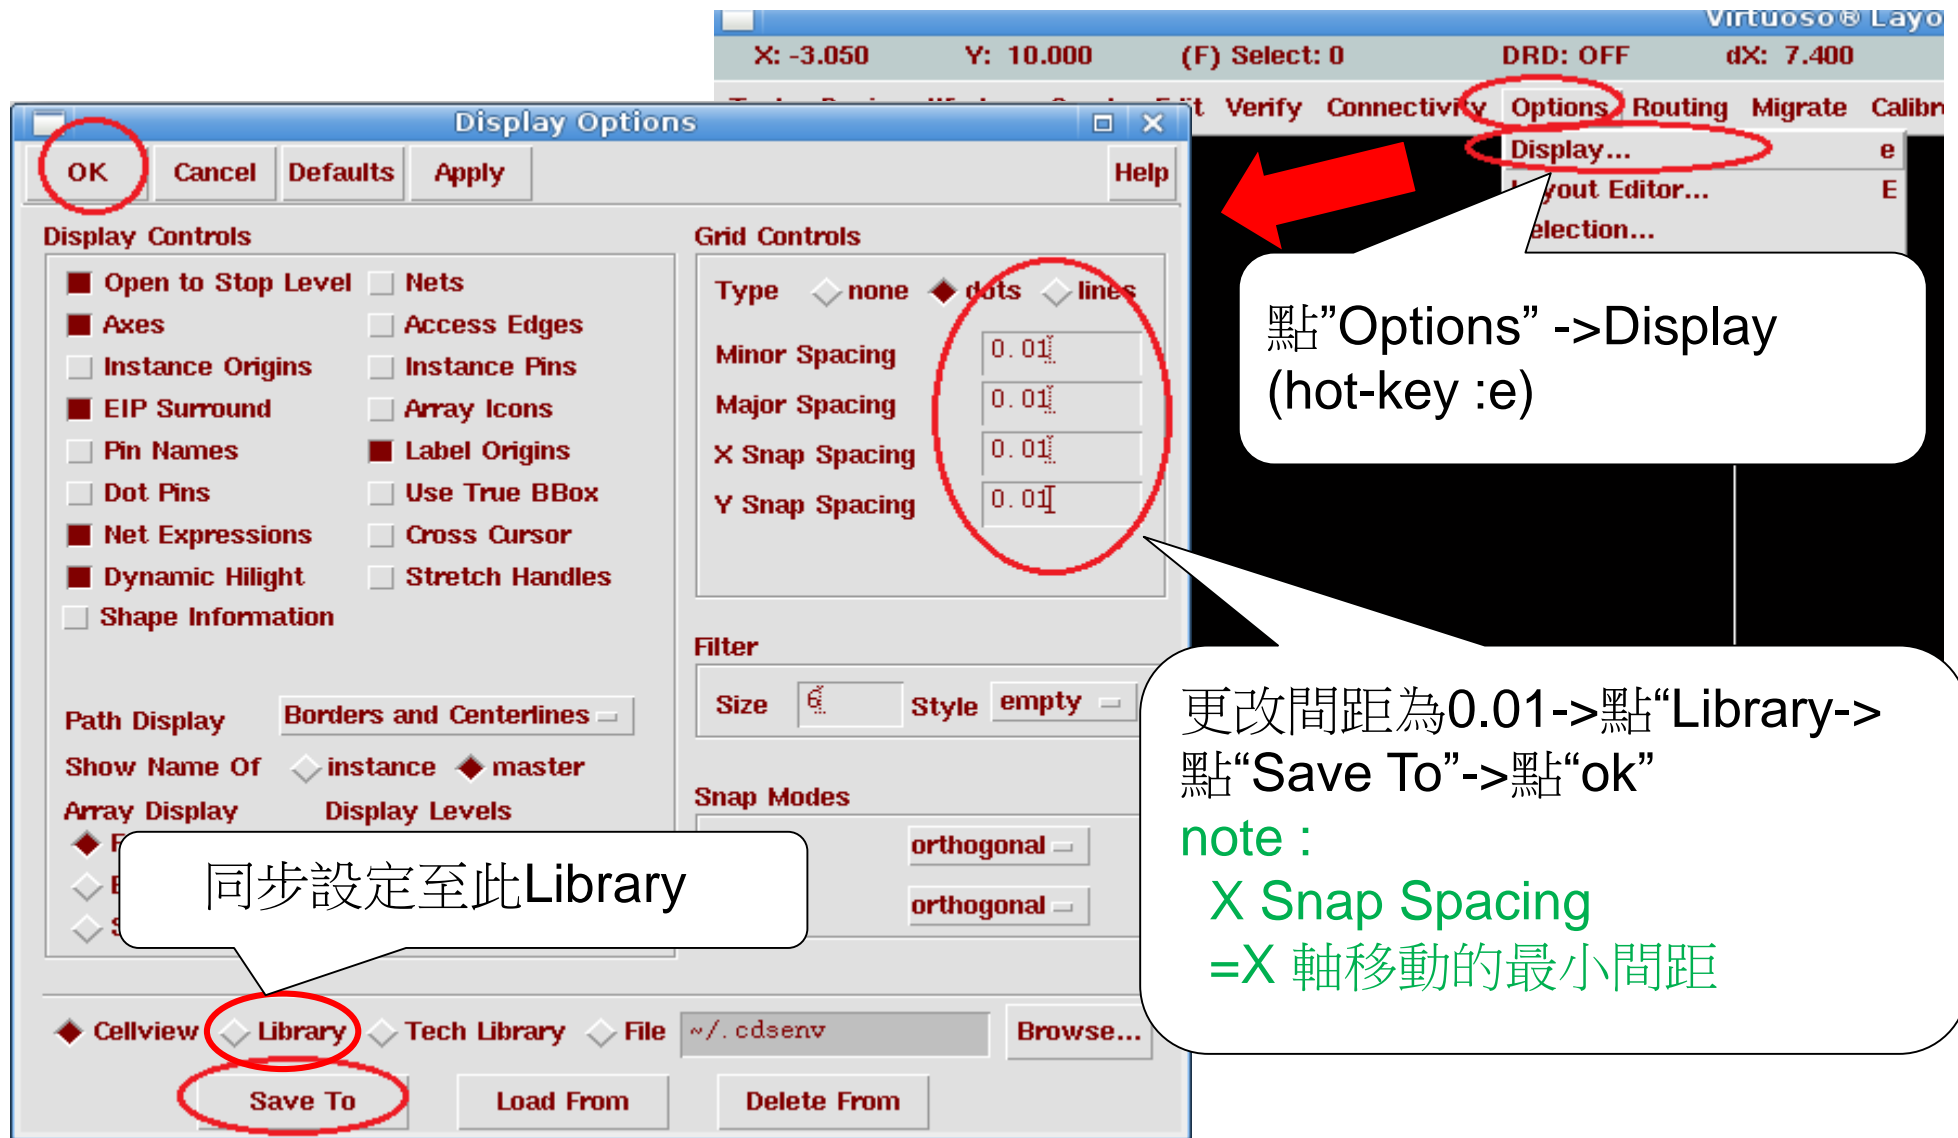 Virtuoso® Layo
X: -3.050 Y: 10.000 (F) Select: 0 DRD: OFF dX: 7.400
Verify Connectivity Options Routing Migrate Calibr
Display... e
Layout Editor... E
Selection...
點”Options” ->Display
(hot-key :e)
Display Options
OK Cancel Defaults Apply Help
Display Controls
Open to Stop Level Nets
Axes Access Edges
Instance Origins Instance Pins
EIP Surround Array Icons
Pin Names Label Origins
Dot Pins Use True BBox
Net Expressions Cross Cursor
Dynamic Hilight Stretch Handles
Shape Information
Path Display Borders and Centerlines
Show Name Of instance master
Array Display Display Levels
Grid Controls
Type none dots lines
Minor Spacing 0.01
Major Spacing 0.01
X Snap Spacing 0.01
Y Snap Spacing 0.01
Filter
Size 6 Style empty
Snap Modes
orthogonal
orthogonal
同步設定至此Library
更改間距為0.01->點“Library->
點“Save To”->點“ok”
note :
X Snap Spacing
=X 軸移動的最小間距
Cellview Library Tech Library File ~/.cdsenv Browse...
Save To Load From Delete From